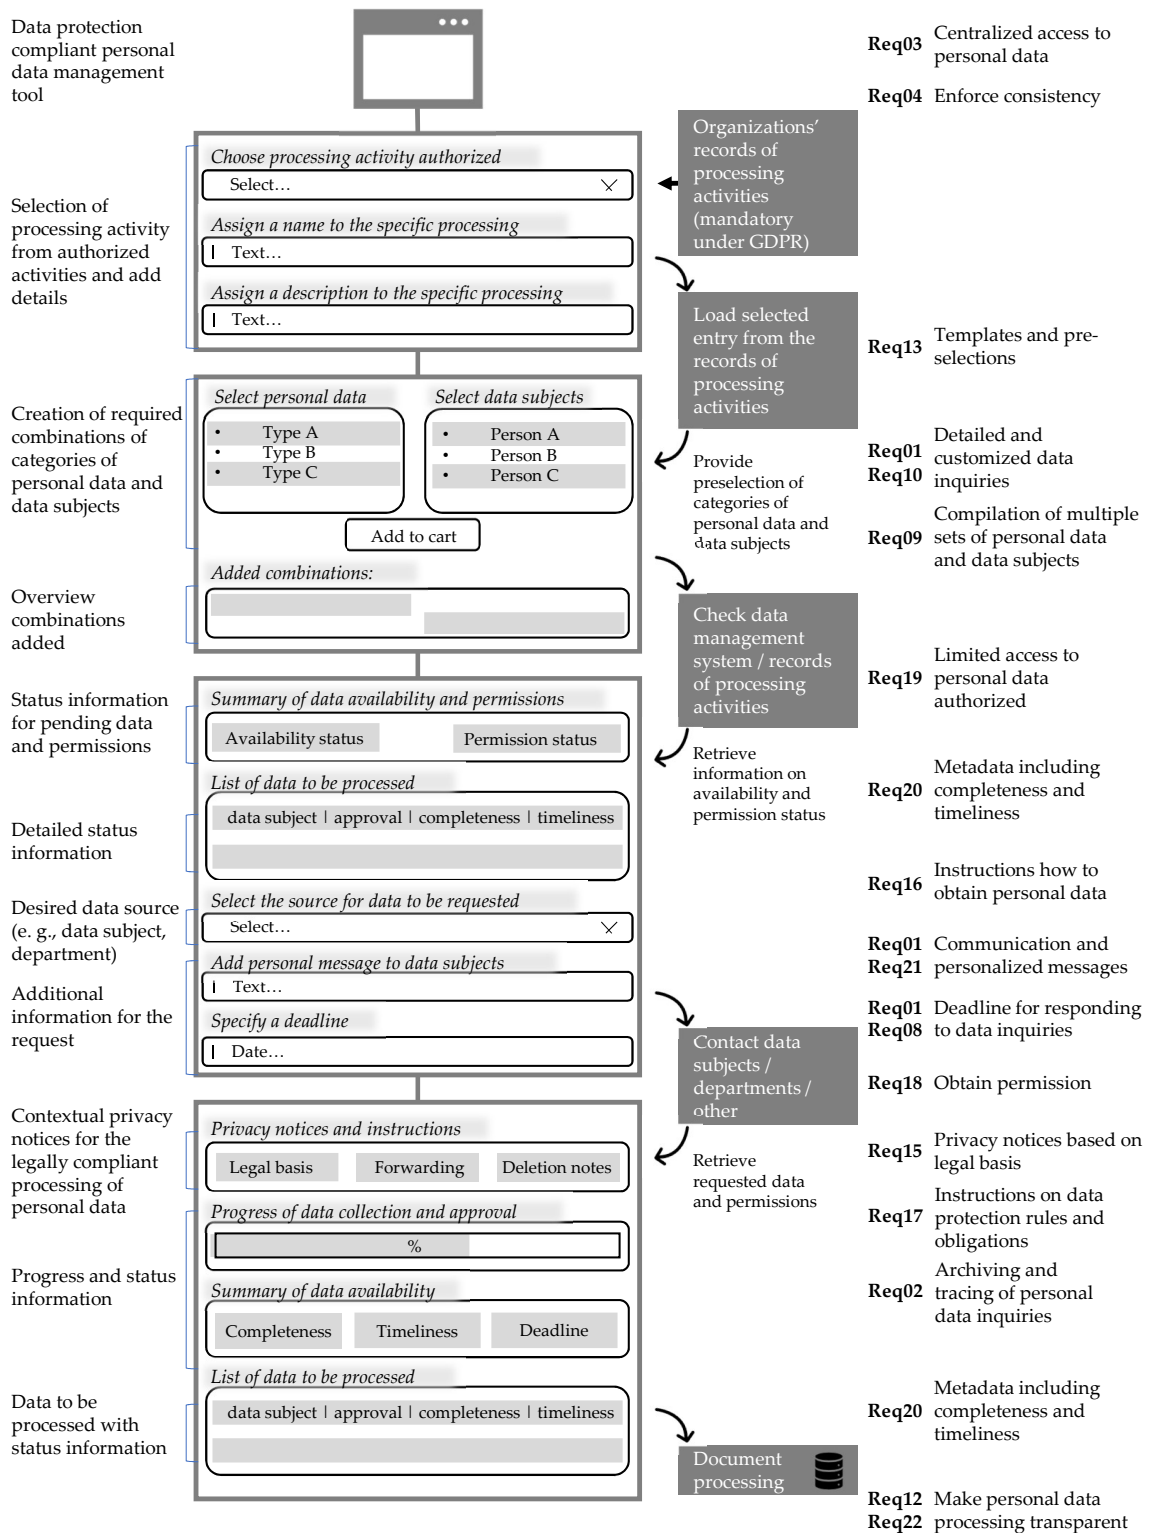 Data protection
compliant personal
data management
tool
Req03 Centralized access to
personal data
Req04 Enforce consistency
Organizations’
records of
processing
activities
(mandatory
under GDPR)
Selection of
processing activity
from authorized
activities and add
details
Choose processing activity authorized
Select…
Assign a name to the specific processing
Text…
Assign a description to the specific processing
Text…
Load selected
entry from the
records of
processing
activities
Req13 Templates and pre-
selections
Creation of required
combinations of
categories of
personal data and
data subjects
Select personal data
• Type A
• Type B
• Type C
Select data subjects
• Person A
• Person B
• Person C
Add to cart
Provide
preselection of
categories of
personal data and
data subjects
Req01
Req10
Detailed and
customized data
inquiries
Req09 Compilation of multiple
sets of personal data
and data subjects
Overview
combinations
added
Added combinations:
Check data
management
system / records
of processing
activities
Req19 Limited access to
personal data
authorized
Status information
for pending data
and permissions
Summary of data availability and permissions
Availability status
Permission status
Retrieve
information on
availability and
permission status
Req20 Metadata including
completeness and
timeliness
Detailed status
information
List of data to be processed
data subject | approval | completeness | timeliness
Req16 Instructions how to
obtain personal data
Desired data source
(e. g., data subject,
department)
Select the source for data to be requested
Select…
Req01 Communication and
Req21 personalized messages
Additional
information for the
request
Add personal message to data subjects
Text…
Specify a deadline
Date…
Req01 Deadline for responding
Req08 to data inquiries
Contact data
subjects /
departments /
other
Req18 Obtain permission
Contextual privacy
notices for the
legally compliant
processing of
personal data
Privacy notices and instructions
Legal basis
Forwarding
Deletion notes
Retrieve
requested data
and permissions
Req15 Privacy notices based on
legal basis
Req17 Instructions on data
protection rules and
obligations
Progress and status
information
Progress of data collection and approval
%
Summary of data availability
Completeness
Timeliness
Deadline
Req02 Archiving and
tracing of personal
data inquiries
Data to be
processed with
status information
List of data to be processed
data subject | approval | completeness | timeliness
Req20 Metadata including
completeness and
timeliness
Document
processing
Req12 Make personal data
Req22 processing transparent